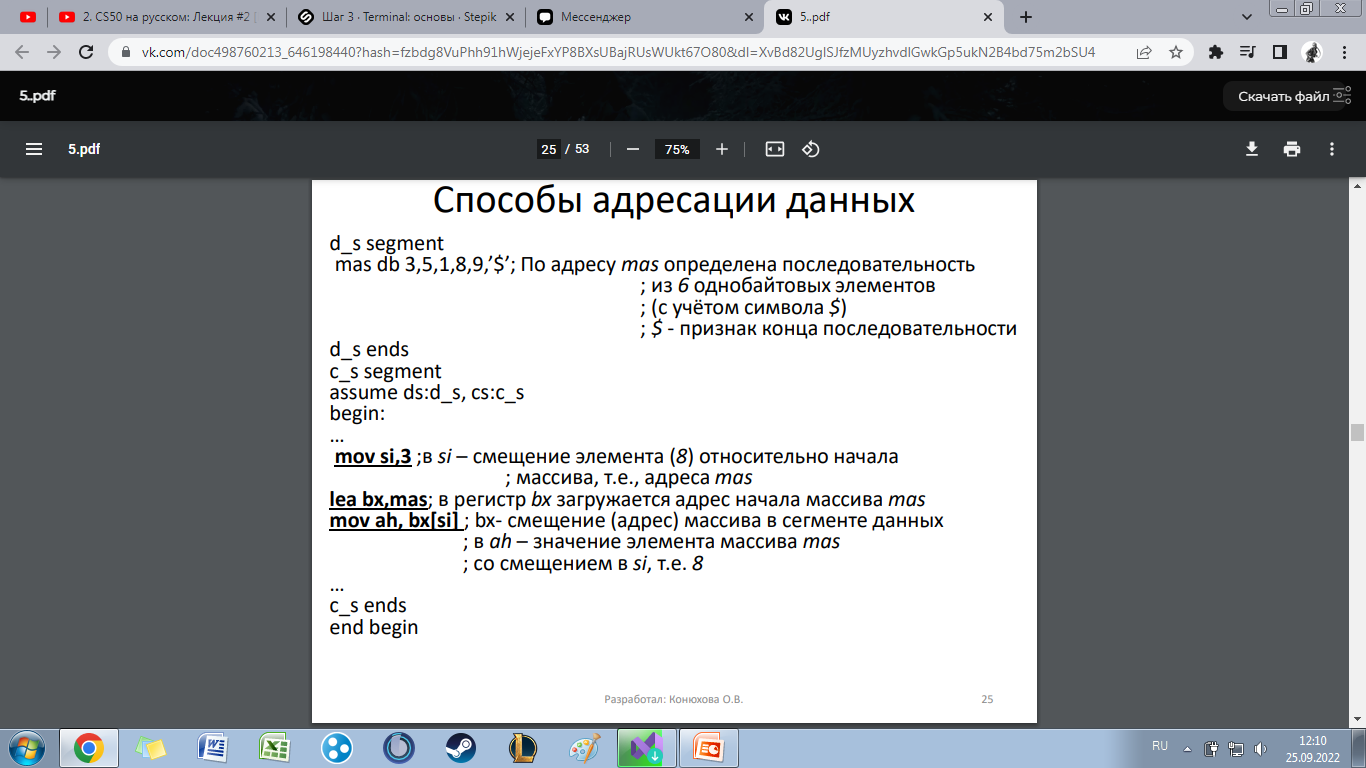 2. CS50 на русском: Лекция #2
Шаг 3 · Terminal: основы · Stepik
Мессенджер
5..pdf
vk.com/doc498760213_646198440?hash=fzbdg8VuPhh91hWjejeFxYP8BXsUBajRUsWUkt67O80&dl=XvBd82UgISJfzMUyzhvdlGwkGp5ukN2B4bd75m2bSU4
5..pdf
Скачать файл
5.pdf
25 / 53
75%
Способы адресации данных
d_s segment
mas db 3,5,1,8,9,’$’; По адресу mas определена последовательность
; из 6 однобайтовых элементов
; (с учётом символа $)
; $ - признак конца последовательности
d_s ends
c_s segment
assume ds:d_s, cs:c_s
begin:
…
mov si,3 ;в si – смещение элемента (8) относительно начала
; массива, т.е., адреса mas
lea bx,mas; в регистр bx загружается адрес начала массива mas
mov ah, bx[si] ; bx- смещение (адрес) массива в сегменте данных
; в ah – значение элемента массива mas
; со смещением в si, т.е. 8
…
c_s ends
end begin
Разработал: Конюхова О.В.
25
RU
12:10
25.09.2022